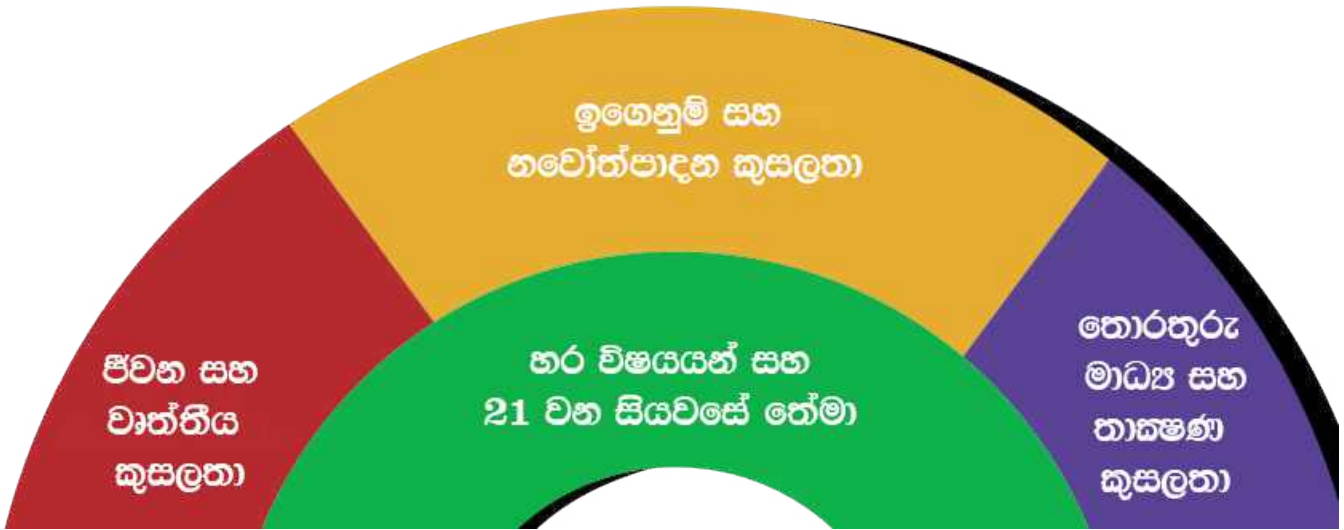 ඉගෙනුම් සහ
නවෝත්පාදන කුසලතා
ජීවන සහ
වෘත්තීය
කුසලතා
හර විෂයයන් සහ
21 වන සියවසේ තේමා
තොරතුරු
මාධ්‍ය සහ
තාක්ෂණ
කුසලතා